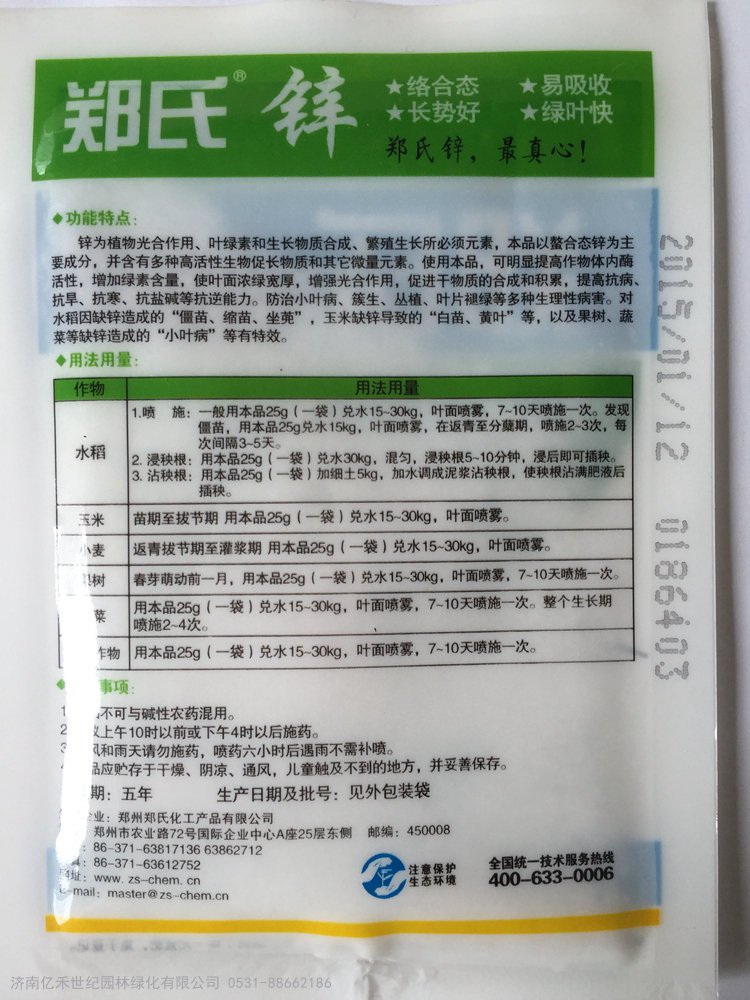 郑氏® 锌
★络合态 ★易吸收
★长势好 ★绿叶快
郑氏锌，最真心！
◆功能特点：
锌为植物光合作用、叶绿素和生长物质合成、繁殖生长所必须元素，本品以螯合态锌为主
要成分，并含有多种高活性生物促长物质和其它微量元素。使用本品，可明显提高作物体内酶
活性，增加绿素含量，使叶面浓绿宽厚，增强光合作用，促进干物质的合成和积累，提高抗病、
抗旱、抗寒、抗盐碱等抗逆能力。防治小叶病、簇生、丛植、叶片褪绿等多种生理性病害。对
水稻因缺锌造成的“僵苗、缩苗、坐蔸”，玉米缺锌导致的“白苗、黄叶”等，以及果树、蔬
菜等缺锌造成的“小叶病”等有特效。
◆用法用量：
作物 用法用量
水稻
1.喷 施：一般用本品25g（一袋）兑水15~30kg，叶面喷雾，7~10天喷施一次。发现
僵苗，用本品25g兑水15kg，叶面喷雾，在返青至分蘖期，喷施2~3次，每
次间隔3~5天。
2. 浸秧根：用本品25g（一袋）兑水30kg，混匀，浸秧根5~10分钟，浸后即可插秧。
3. 沾秧根：用本品25g（一袋）加细土5kg，加水调成泥浆沾秧根，使秧根沾满肥液后
插秧。
玉米 苗期至拔节期 用本品25g（一袋）兑水15~30kg，叶面喷雾。
小麦 返青拔节期至灌浆期 用本品25g（一袋）兑水15~30kg，叶面喷雾。
果树 春芽萌动前一月，用本品25g（一袋）兑水15~30kg，叶面喷雾，7~10天喷施一次。
菜 用本品25g（一袋）兑水15~30kg，叶面喷雾，7~10天喷施一次。整个生长期
喷施2~4次。
作物 用本品25g（一袋）兑水15~30kg，叶面喷雾，7~10天喷施一次。
◆ 事项：
1 不可与碱性农药混用。
2 上午10时以前或下午4时以后施药。
3 风和雨天请勿施药，喷药六小时后遇雨不需补喷。
品应贮存于干燥、阴凉、通风，儿童触及不到的地方，并妥善保存。
期：五年 生产日期及批号：见外包装袋
企业：郑州郑氏化工产品有限公司
郑州市农业路72号国际企业中心A座25层东侧 邮编：450008
：86-371-63817136 63862712
：86-371-63612752
网址：www. zs-chem. cn
e-mail：master@zs-chem.cn
注意保护
生态环境
全国统一技术服务热线
400-633-0006
2015/01/12 0186403
济南亿禾世纪园林绿化有限公司 0531-88662186